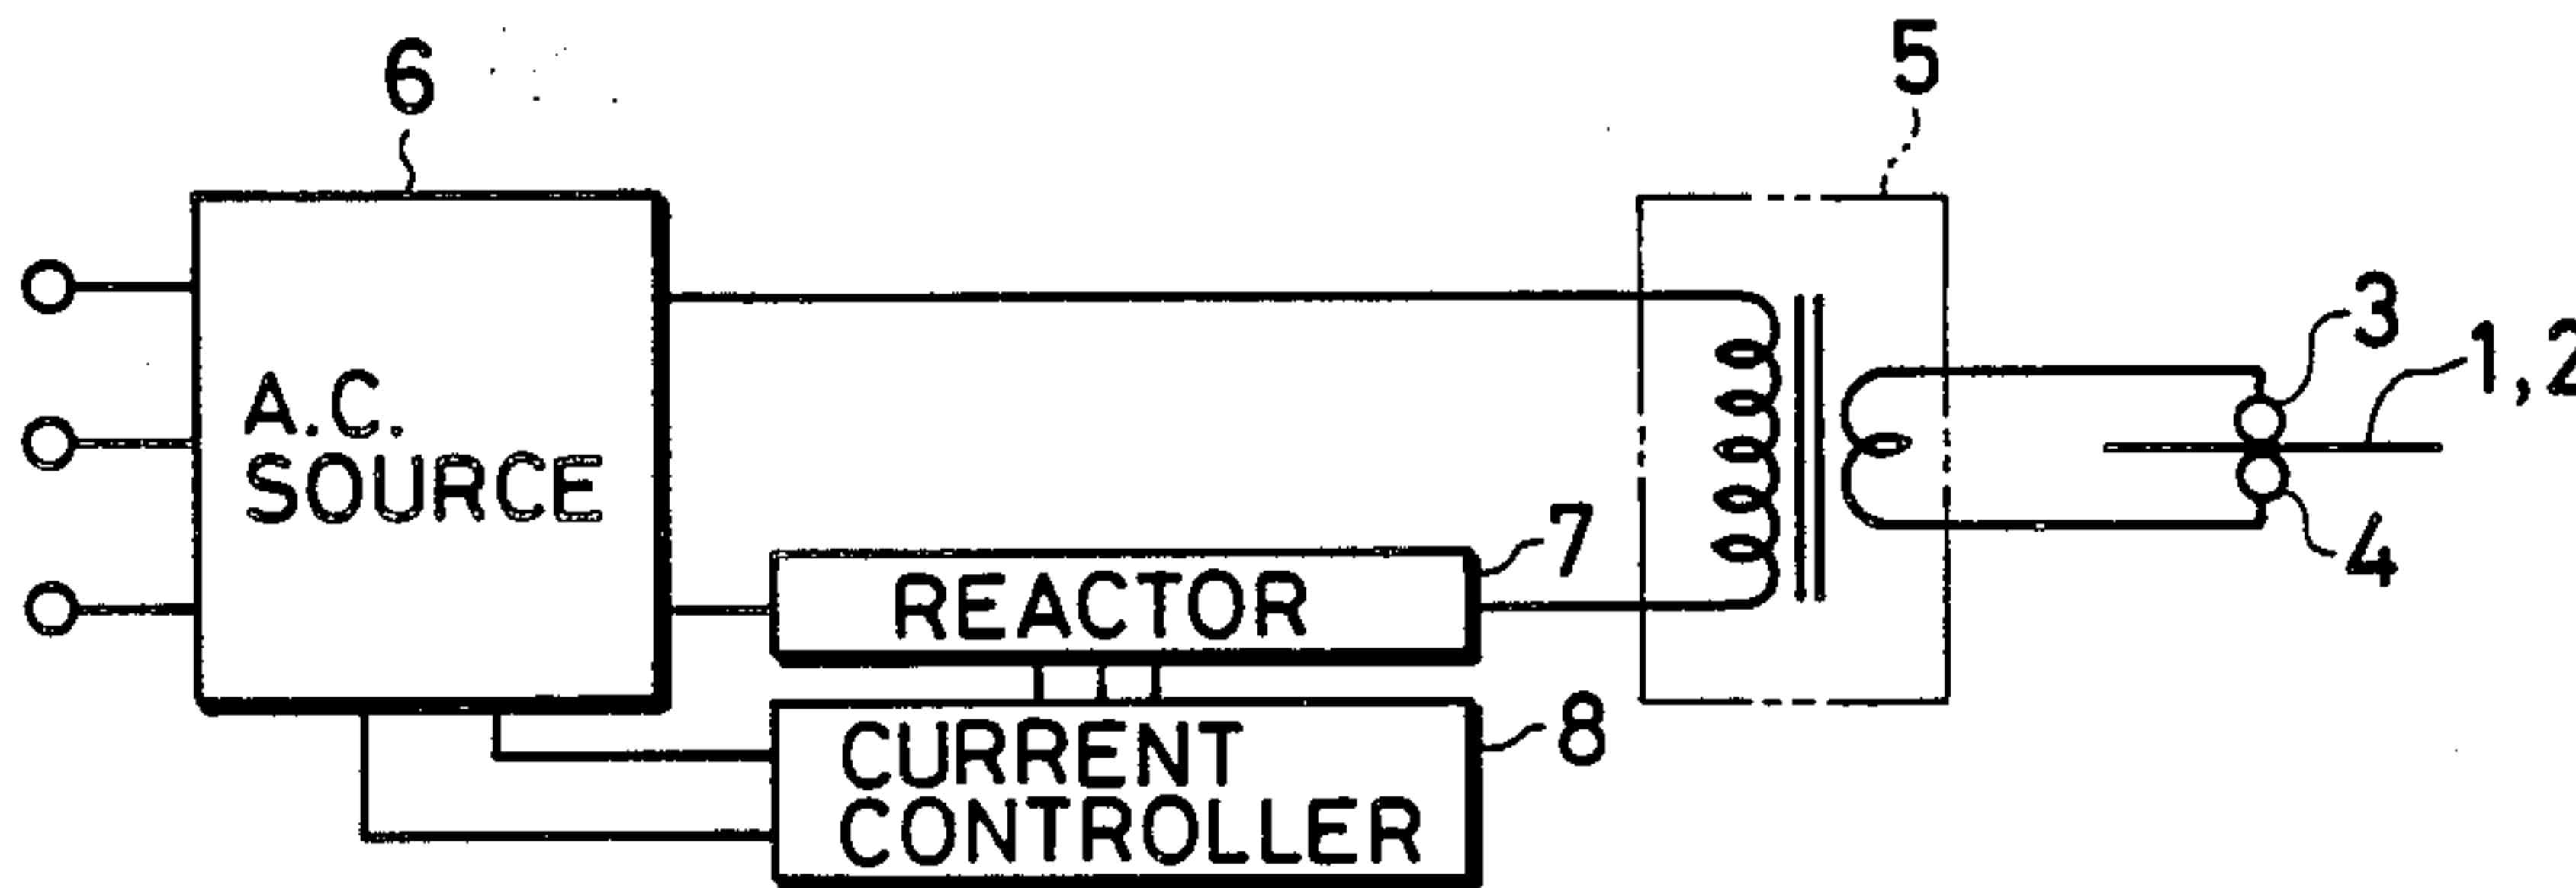 6
5
3
1, 2
A.C.
SOURCE
7
REACTOR
4
8
CURRENT
CONTROLLER